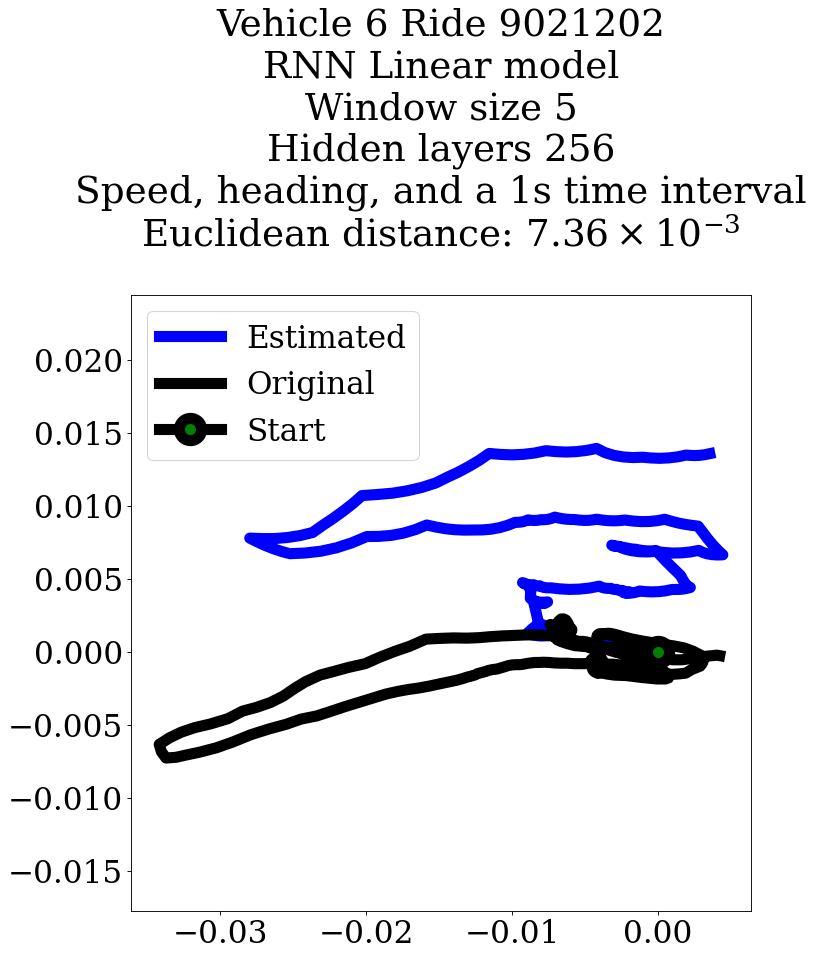 Vehicle 6 Ride 9021202
RNN Linear model
Window size 5
Hidden layers 256
Speed, heading, and a 1s time interval
Euclidean distance: 7.36 × 10⁻³
Estimated
Original
Start
0.020
0.015
0.010
0.005
0.000
−0.005
−0.010
−0.015
−0.03 −0.02 −0.01 0.00